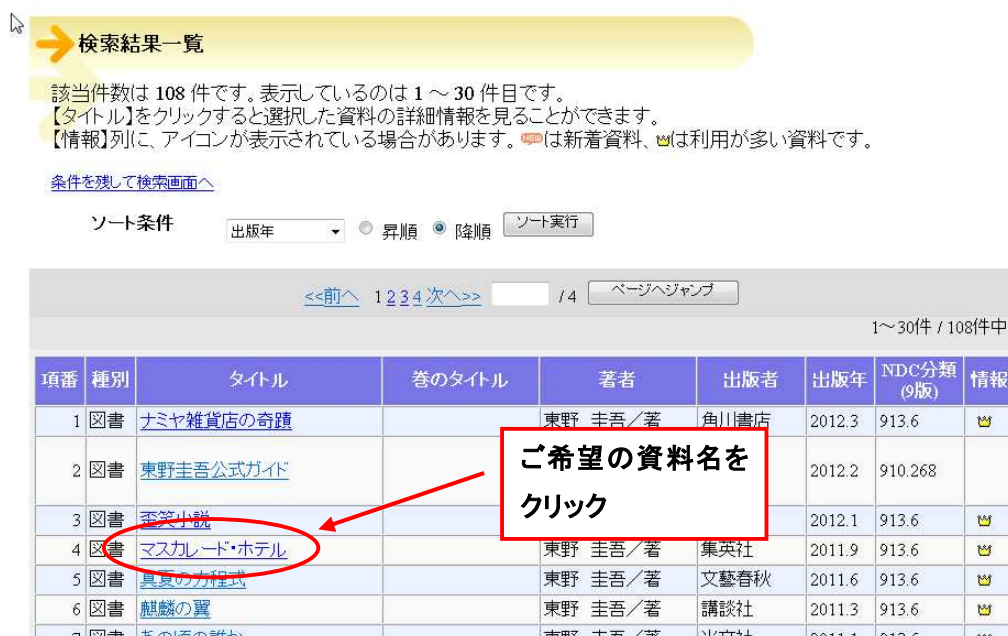 検索結果一覧
該当件数は 108 件です。表示しているのは 1 ～ 30 件目です。
【タイトル】をクリックすると選択した資料の詳細情報を見ることができます。
【情報】列に、アイコンが表示されている場合があります。NEWは新着資料、は利用が多い資料です。
条件を残して検索画面へ
ソート条件 出版年 昇順 降順 ソート実行
<<前へ 1 2 3 4 次へ>> / 4 ページへジャンプ
1～30件 / 108件中
項番 種別 タイトル 巻のタイトル 著者 出版者 出版年 NDC分類(9版) 情報
1 図書 ナミヤ雑貨店の奇蹟 東野 圭吾／著 角川書店 2012.3 913.6
ご希望の資料名を
2 図書 東野圭吾公式ガイド 2012.2 910.268
クリック
3 図書 歪笑小説 2012.1 913.6
4 図書 マスカレード・ホテル 東野 圭吾／著 集英社 2011.9 913.6
5 図書 真夏の方程式 東野 圭吾／著 文藝春秋 2011.6 913.6
6 図書 麒麟の翼 東野 圭吾／著 講談社 2011.3 913.6